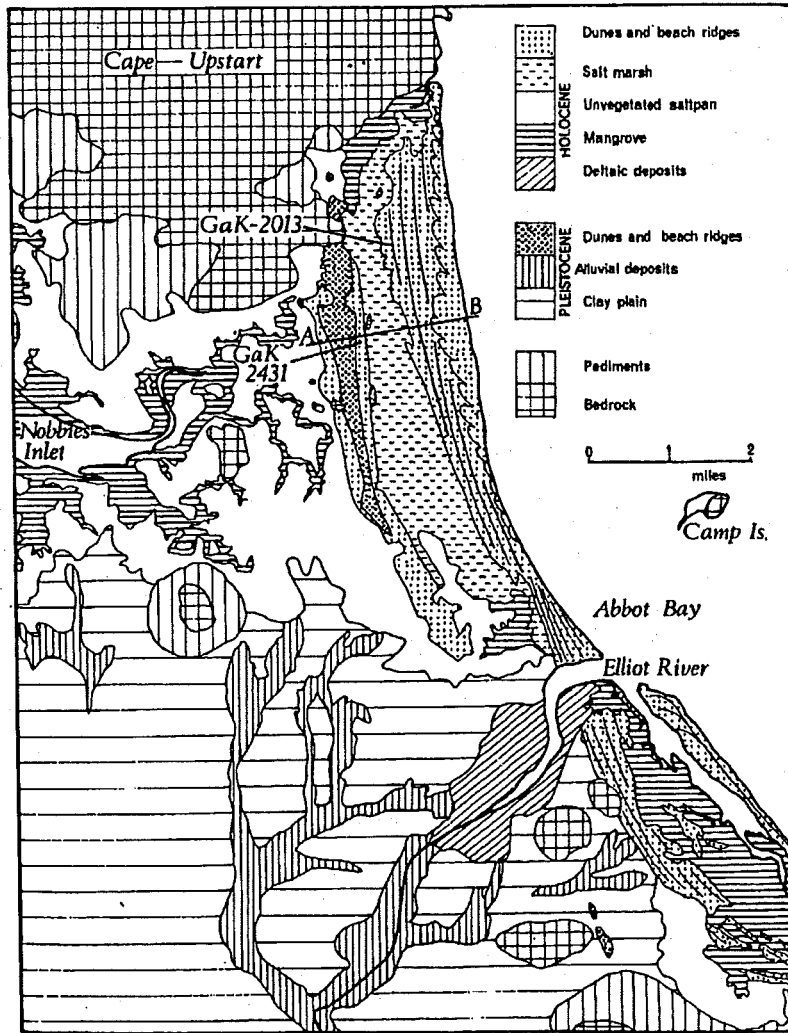 Cape — Upstart
GaK-2013
A
B
GaK
2431
Nobbles
Inlet
Camp Is.
Abbot Bay
Elliot River
HOLOCENE
Dunes and beach ridges
Salt marsh
Unvegetated saltpan
Mangrove
Deltaic deposits
PLEISTOCENE
Dunes and beach ridges
Alluvial deposits
Clay plain
Pediments
Bedrock
0 1 2
miles